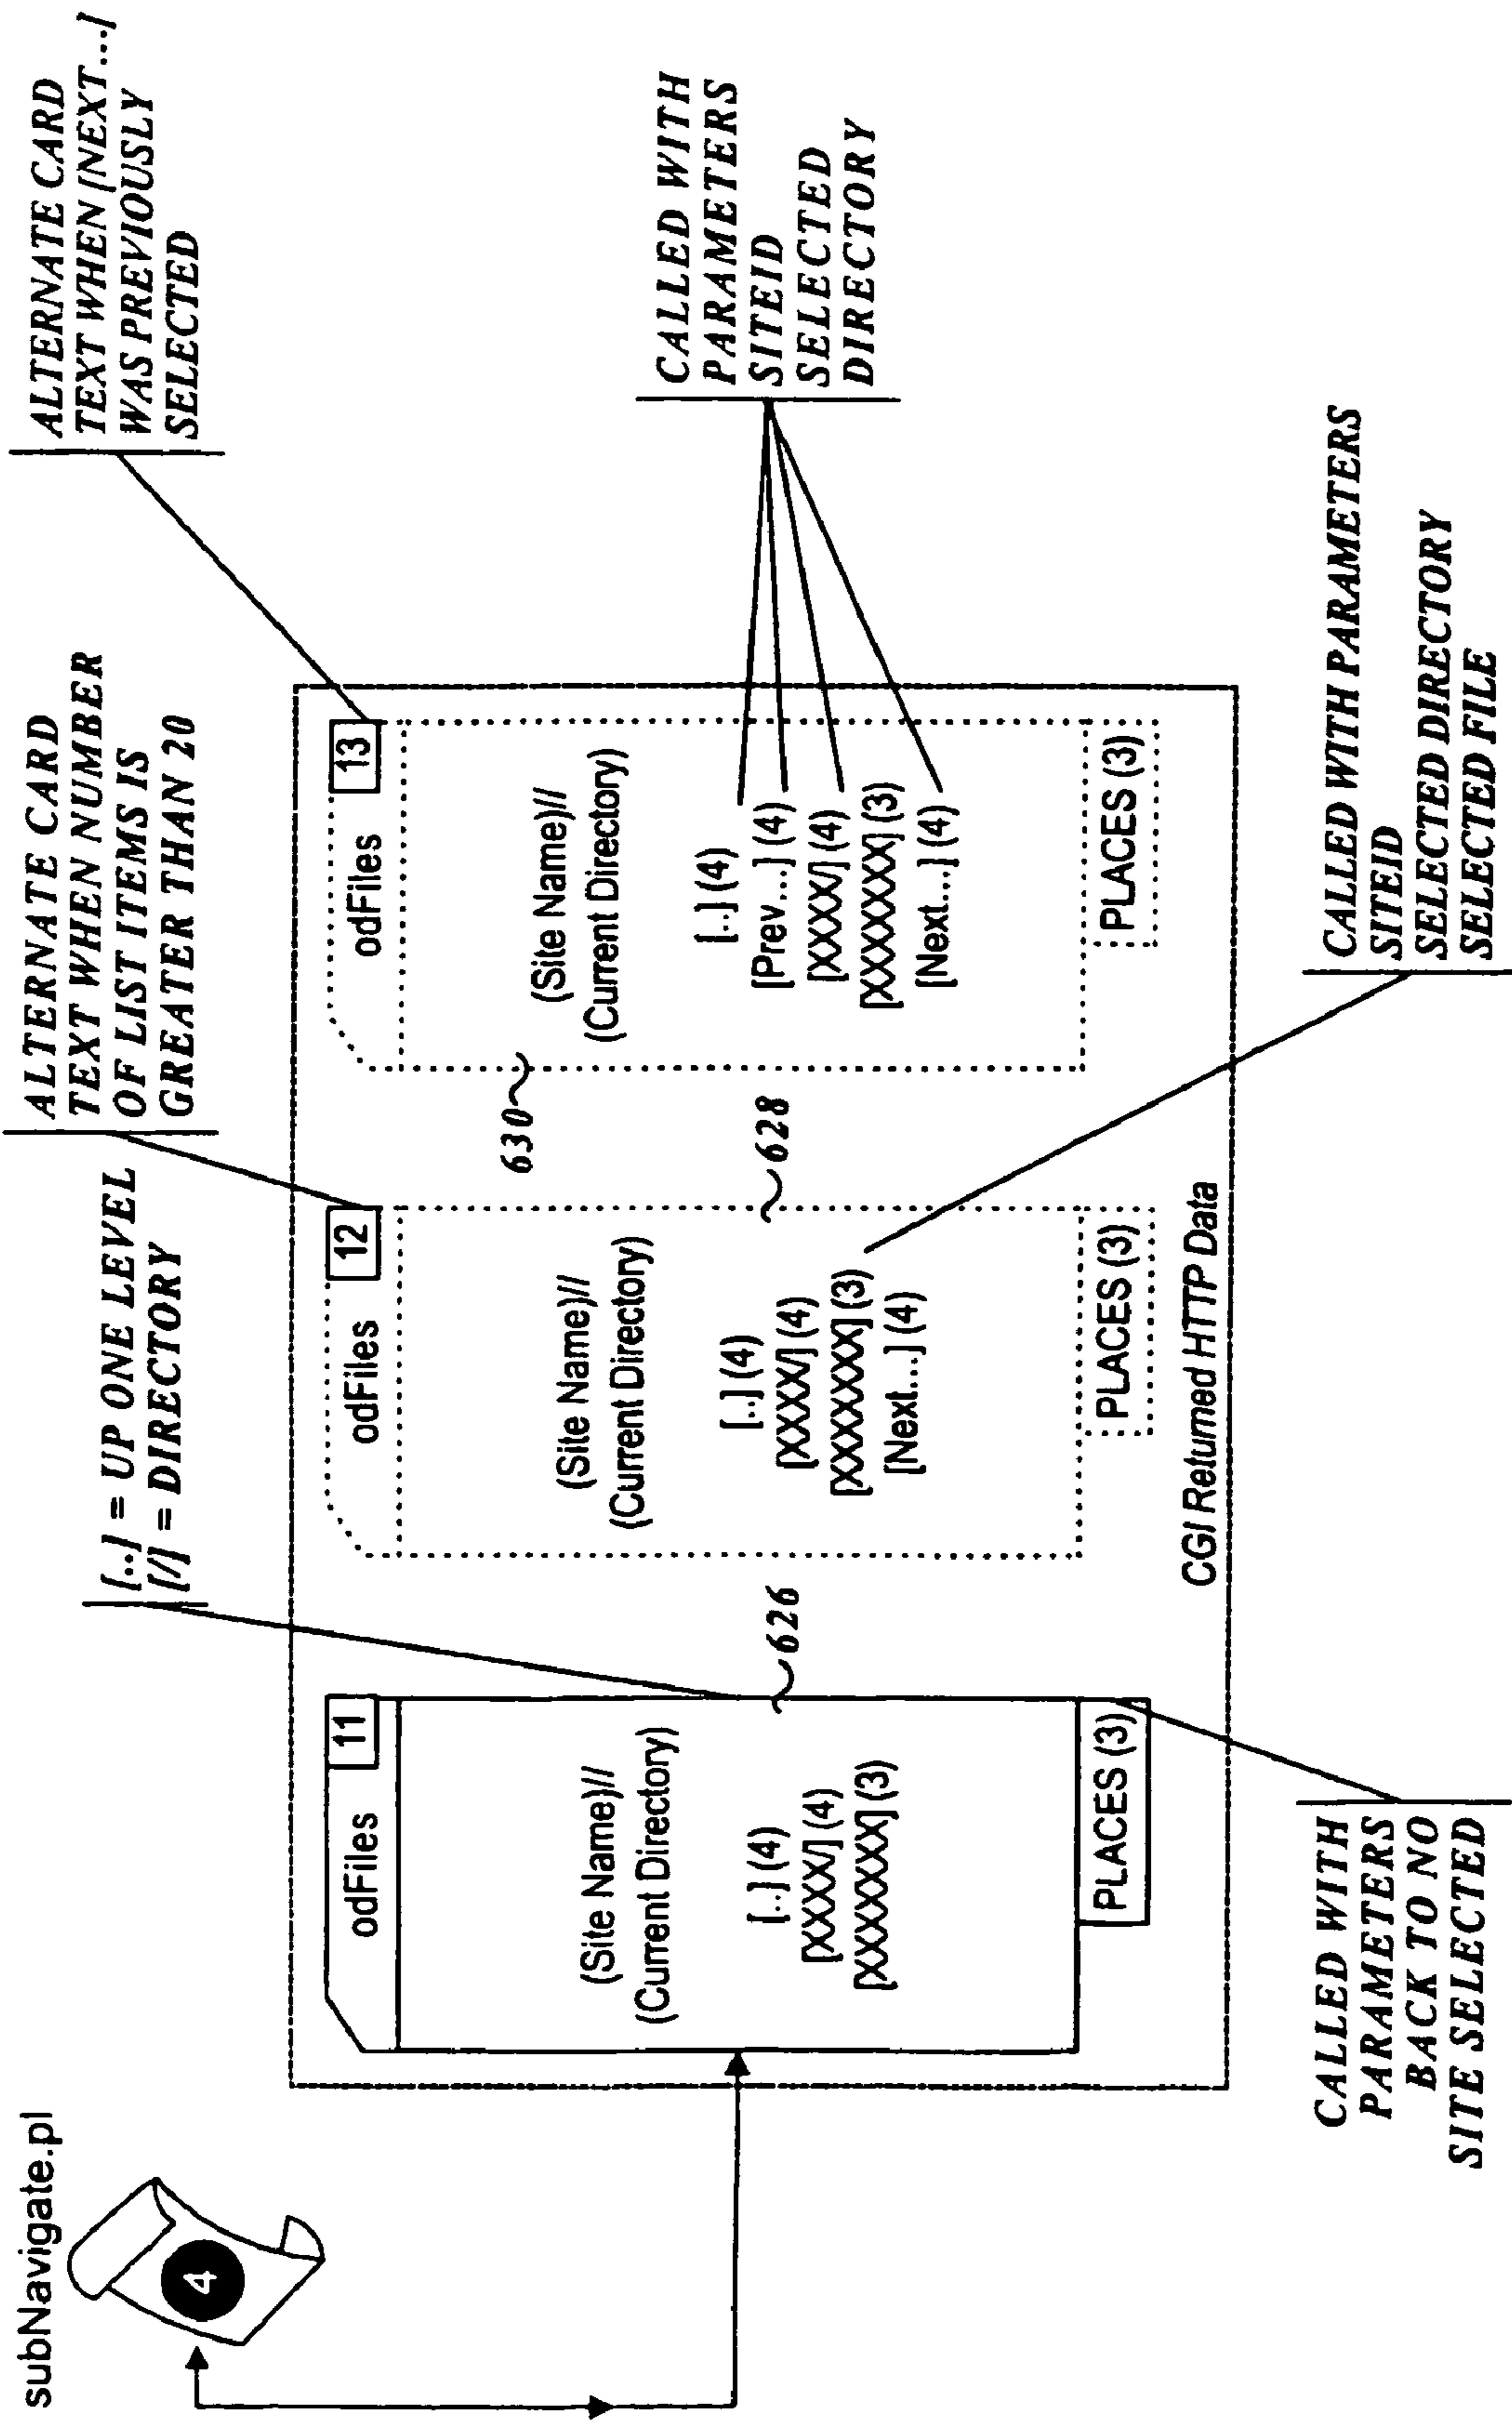 subNavigate.pl
4
[..] = UP ONE LEVEL
[/] = DIRECTORY
ALTERNATE CARD
TEXT WHEN NUMBER
OF LIST ITEMS IS
GREATER THAN 20
ALTERNATE CARD
TEXT WHEN [NEXT...]
WAS PREVIOUSLY
SELECTED
odFiles
11
(Site Name)//
(Current Directory)
[..] (4)
[XXXX/] (4)
[XXXXXXX] (3)
PLACES (3)
626
odFiles
12
(Site Name)//
(Current Directory)
[..] (4)
[XXXX/] (4)
[XXXXXXX] (3)
[Next...] (4)
PLACES (3)
628
odFiles
13
(Site Name)//
(Current Directory)
[..] (4)
[Prev...] (4)
[XXXX/] (4)
[XXXXXXX] (3)
[Next...] (4)
PLACES (3)
630
CALLED WITH
PARAMETERS
SITEID
SELECTED
DIRECTORY
CGI Returned HTTP Data
CALLED WITH
PARAMETERS
BACK TO NO
SITE SELECTED
CALLED WITH PARAMETERS
SITEID
SELECTED DIRECTORY
SELECTED FILE